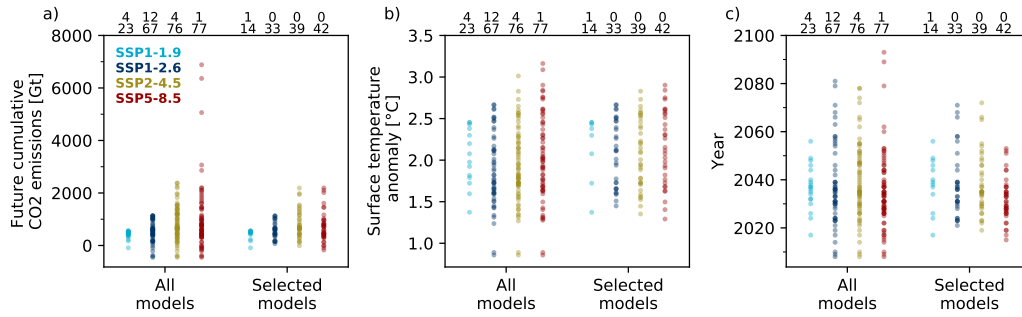 a)
4 12 4 1 1 0 0 0
23 67 76 77 14 33 39 42
8000
6000
4000
2000
0
Future cumulative
CO2 emissions [Gt]
SSP1-1.9
SSP1-2.6
SSP2-4.5
SSP5-8.5
All
models
Selected
models
b)
4 12 4 1 1 0 0 0
23 67 76 77 14 33 39 42
3.5
3.0
2.5
2.0
1.5
1.0
Surface temperature
anomaly [°C]
All
models
Selected
models
c)
4 12 4 1 1 0 0 0
23 67 76 77 14 33 39 42
2100
2080
2060
2040
2020
Year
All
models
Selected
models